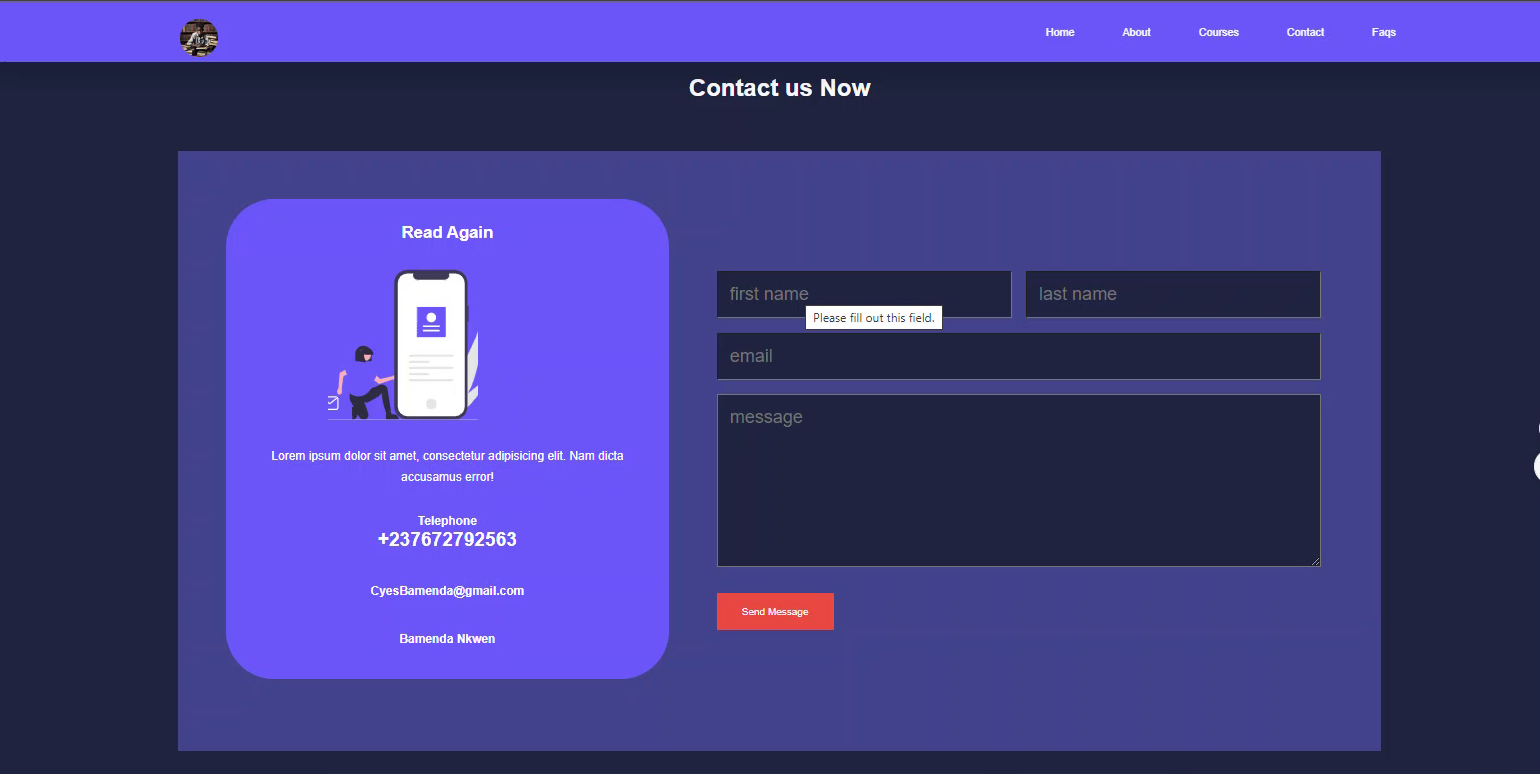 Home About Courses Contact Faqs
Contact us Now
Read Again
Lorem ipsum dolor sit amet, consectetur adipisicing elit. Nam dicta
accusamus error!
Telephone
+237672792563
CyesBamenda@gmail.com
Bamenda Nkwen
first name last name
Please fill out this field.
email
message
Send Message